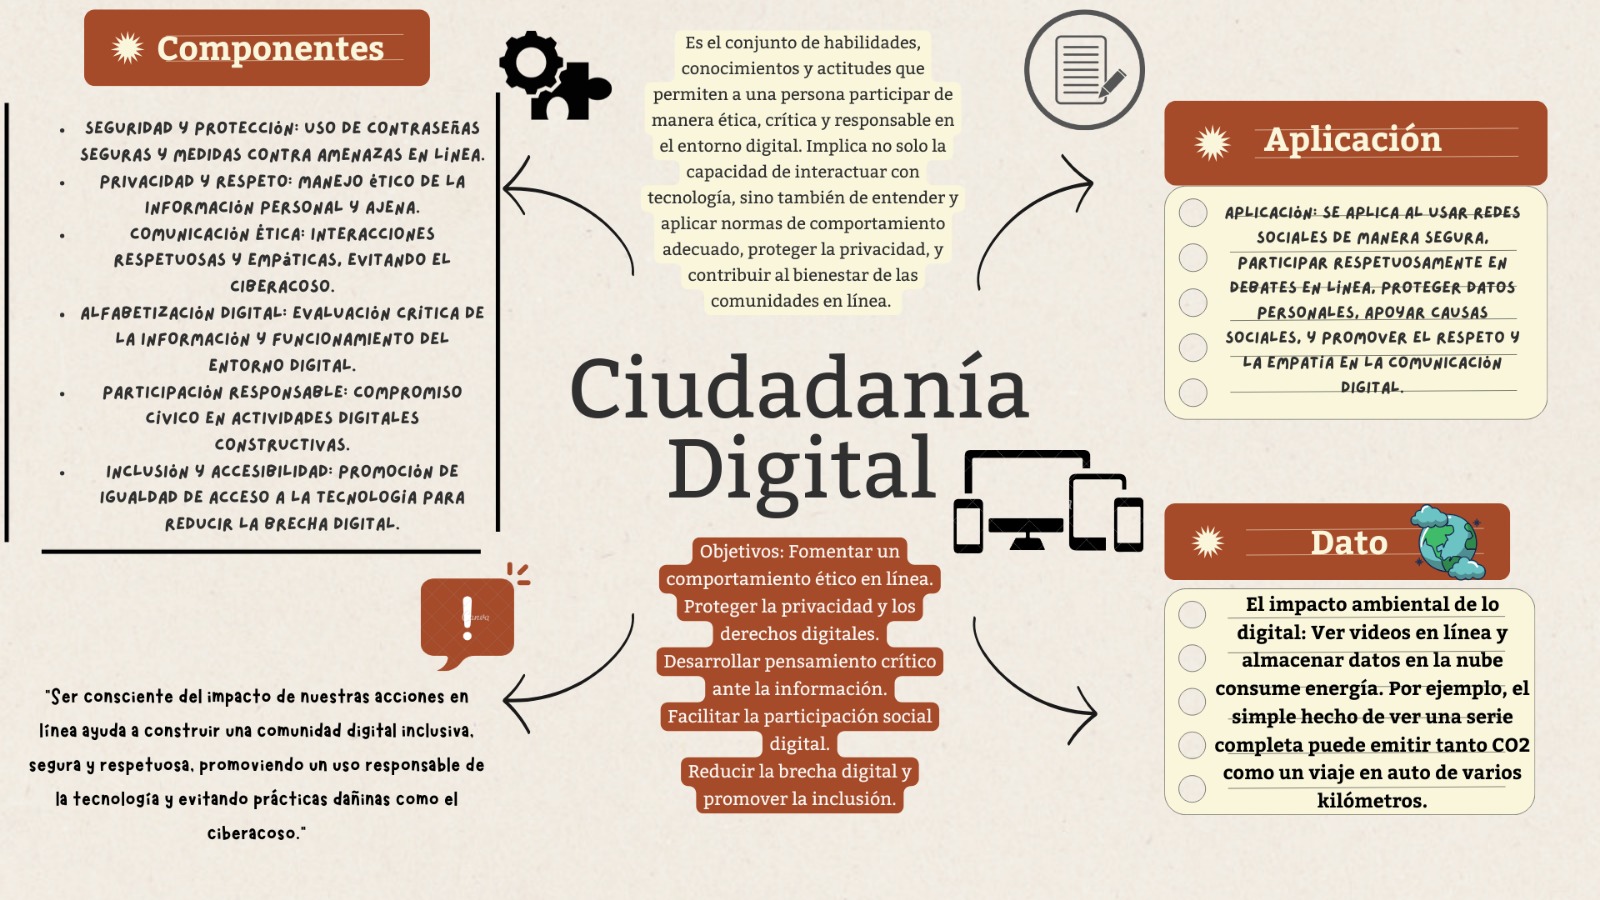 Componentes
SEGURIDAD Y PROTECCIÓN: USO DE CONTRASEÑAS
SEGURAS Y MEDIDAS CONTRA AMENAZAS EN LÍNEA.
PRIVACIDAD Y RESPETO: MANEJO ÉTICO DE LA
INFORMACIÓN PERSONAL Y AJENA.
COMUNICACIÓN ÉTICA: INTERACCIONES
RESPETUOSAS Y EMPÁTICAS, EVITANDO EL
CIBERACOSO.
ALFABETIZACIÓN DIGITAL: EVALUACIÓN CRÍTICA DE
LA INFORMACIÓN Y FUNCIONAMIENTO DEL
ENTORNO DIGITAL.
PARTICIPACIÓN RESPONSABLE: COMPROMISO
CÍVICO EN ACTIVIDADES DIGITALES
CONSTRUCTIVAS.
INCLUSIÓN Y ACCESIBILIDAD: PROMOCIÓN DE
IGUALDAD DE ACCESO A LA TECNOLOGÍA PARA
REDUCIR LA BRECHA DIGITAL.
Es el conjunto de habilidades,
conocimientos y actitudes que
permiten a una persona participar de
manera ética, crítica y responsable en
el entorno digital. Implica no solo la
capacidad de interactuar con
tecnología, sino también de entender y
aplicar normas de comportamiento
adecuado, proteger la privacidad, y
contribuir al bienestar de las
comunidades en línea.
Aplicación
APLICACIÓN: SE APLICA AL USAR REDES
SOCIALES DE MANERA SEGURA,
PARTICIPAR RESPETUOSAMENTE EN
DEBATES EN LÍNEA, PROTEGER DATOS
PERSONALES, APOYAR CAUSAS
SOCIALES, Y PROMOVER EL RESPETO Y
LA EMPATÍA EN LA COMUNICACIÓN
DIGITAL.
Ciudadanía
Digital
Objetivos: Fomentar un
comportamiento ético en línea.
Proteger la privacidad y los
derechos digitales.
Desarrollar pensamiento crítico
ante la información.
Facilitar la participación social
digital.
Reducir la brecha digital y
promover la inclusión.
Dato
El impacto ambiental de lo
digital: Ver videos en línea y
almacenar datos en la nube
consume energía. Por ejemplo, el
simple hecho de ver una serie
completa puede emitir tanto CO2
como un viaje en auto de varios
kilómetros.
!
Canva
"Ser consciente del impacto de nuestras acciones en
línea ayuda a construir una comunidad digital inclusiva,
segura y respetuosa, promoviendo un uso responsable de
la tecnología y evitando prácticas dañinas como el
ciberacoso."